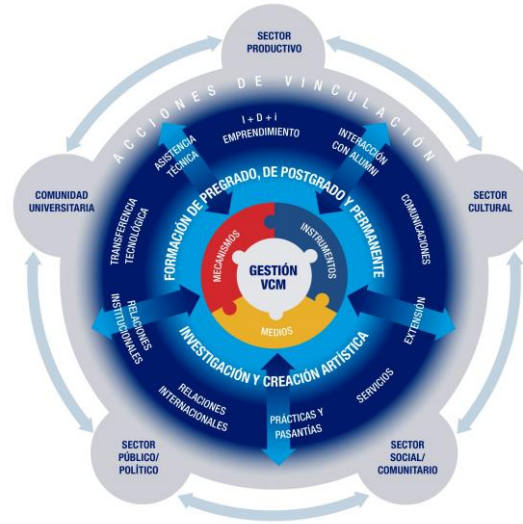 SECTOR
PRODUCTIVO
ACCIONES DE VINCULACIÓN
I + D + i
EMPRENDIMIENTO
ASISTENCIA
TÉCNICA
INTERACCIÓN
CON ALUMNI
COMUNIDAD
UNIVERSITARIA
SECTOR
CULTURAL
TRANSFERENCIA
TECNOLÓGICA
COMUNICACIONES
FORMACIÓN DE PREGRADO, DE POSTGRADO Y PERMANENTE
MECANISMOS
INSTRUMENTOS
GESTIÓN
VCM
MEDIOS
INVESTIGACIÓN Y CREACIÓN ARTÍSTICA
RELACIONES
INSTITUCIONALES
EXTENSIÓN
RELACIONES
INTERNACIONALES
PRÁCTICAS Y
PASANTÍAS
SERVICIOS
SECTOR
PÚBLICO/
POLÍTICO
SECTOR
SOCIAL/
COMUNITARIO